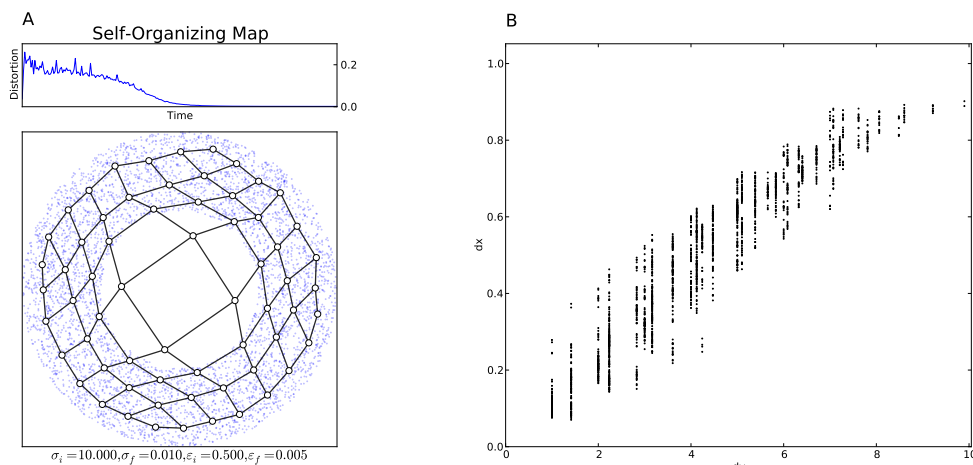 A
Self-Organizing Map
Distortion
0.2
0.0
Time
σi =10.000,σf =0.010,εi =0.500,εf =0.005
B
dx
1.0
0.8
0.6
0.4
0.2
0.0
0 2 4 6 8 10